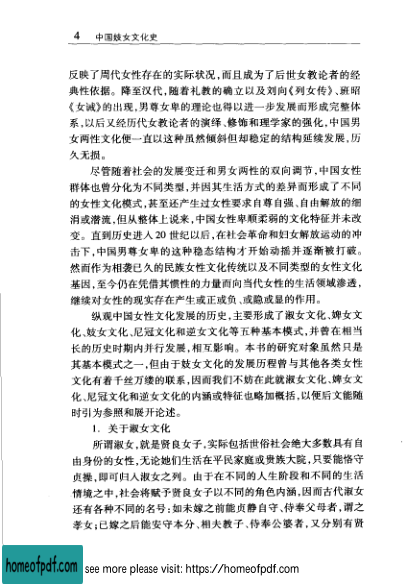 4 中国妓女文化史
反映了周代女性存在的实际状况,而且成为了后世女教论者的经
典性依据。降至汉代,随着礼教的确立以及刘向《列女传》、班昭
《女诫》的出现,男尊女卑的理论也得以进一步发展而形成完整体
系,以后又经历代女教论者的演绎、修饰和理学家的强化,中国男
女两性文化便一直以这种虽然倾斜但却稳定的结构延续发展,历
久无损。
尽管随着社会的发展变迁和男女两性的双向调节,中国女性
群体也曾分化为不同类型,并因其生活方式的差异而形成了不同
的女性文化模式,甚至还产生过女性要求自尊自强、自由解放的细
涓或潜流,但从整体上说来,中国女性卑顺柔弱的文化特征并未改
变。直到历史进入 20 世纪以后,在社会革命和妇女解放运动的冲
击下,中国男尊女卑的这种稳态结构才开始动摇并逐渐被打破。
然而作为相袭已久的民族女性文化传统以及不同类型的女性文化
基因,至今仍在凭借其惯性的力量而向当代女性的生活领域渗透,
继续对女性的现实存在产生或正或负、或隐或显的作用。
纵观中国女性文化发展的历史,主要形成了淑女文化、婢女文
化、妓女文化、尼冠文化和逆女文化等五种基本模式,并曾在相当
长的历史时期内并行发展,相互影响。本书的研究对象虽然只是
其基本模式之一,但由于妓女文化的发展历程曾与其他各类女性
文化有着千丝万缕的联系,因而我们不妨在此就淑女文化、婢女文
化、尼冠文化和逆女文化的内涵或特征也略加概括,以便后文能随
时引为参照和展开论述。
1. 关于淑女文化
所谓淑女,就是贤良女子,实际包括世俗社会绝大多数具有自
由身份的女性,无论她们生活在平民家庭或贵族大院,只要能恪守
贞操,即可归入淑女之列。由于在不同的人生阶段和不同的生活
情境之中,社会将赋予良女子以不同的角色内涵,因而古代淑女
还有各种不同的名号:如未嫁之前能贞静自守、侍奉父母者,谓之
孝女;已嫁之后能安守本分、相夫教子、侍奉公婆者,又分别有贤
homeofpdf.com see more please visit: https://homeofpdf.com